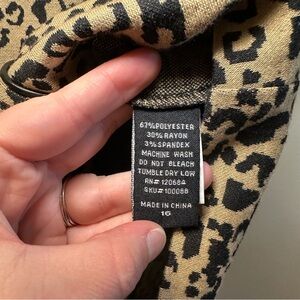 67%POLYESTER
30%RAYON
3%SPANDEX
MACHINE WASH
DO NOT BLEACH
TUMBLE DRY LOW
RN# 120684
SKU# 100088
MADE IN CHINA
16